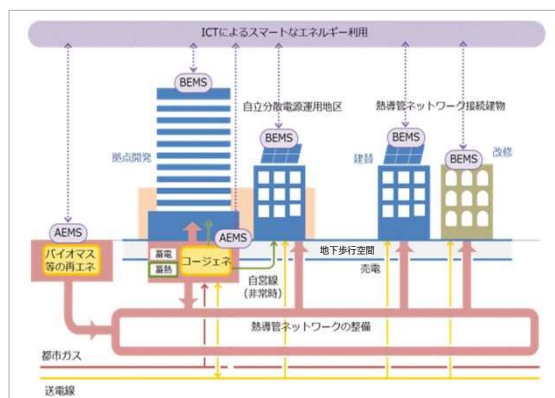 ICTによるスマートなエネルギー利用
BEMS
自立分散電源運用地区
熱導管ネットワーク接続建物
BEMS
BEMS
BEMS
拠点開発
建替
改修
AEMS
AEMS
バイオマス
等の再エネ
蓄電
蓄熱
コージェネ
地下歩行空間
自営線
(非常時)
売電
熱導管ネットワークの整備
都市ガス
送電線